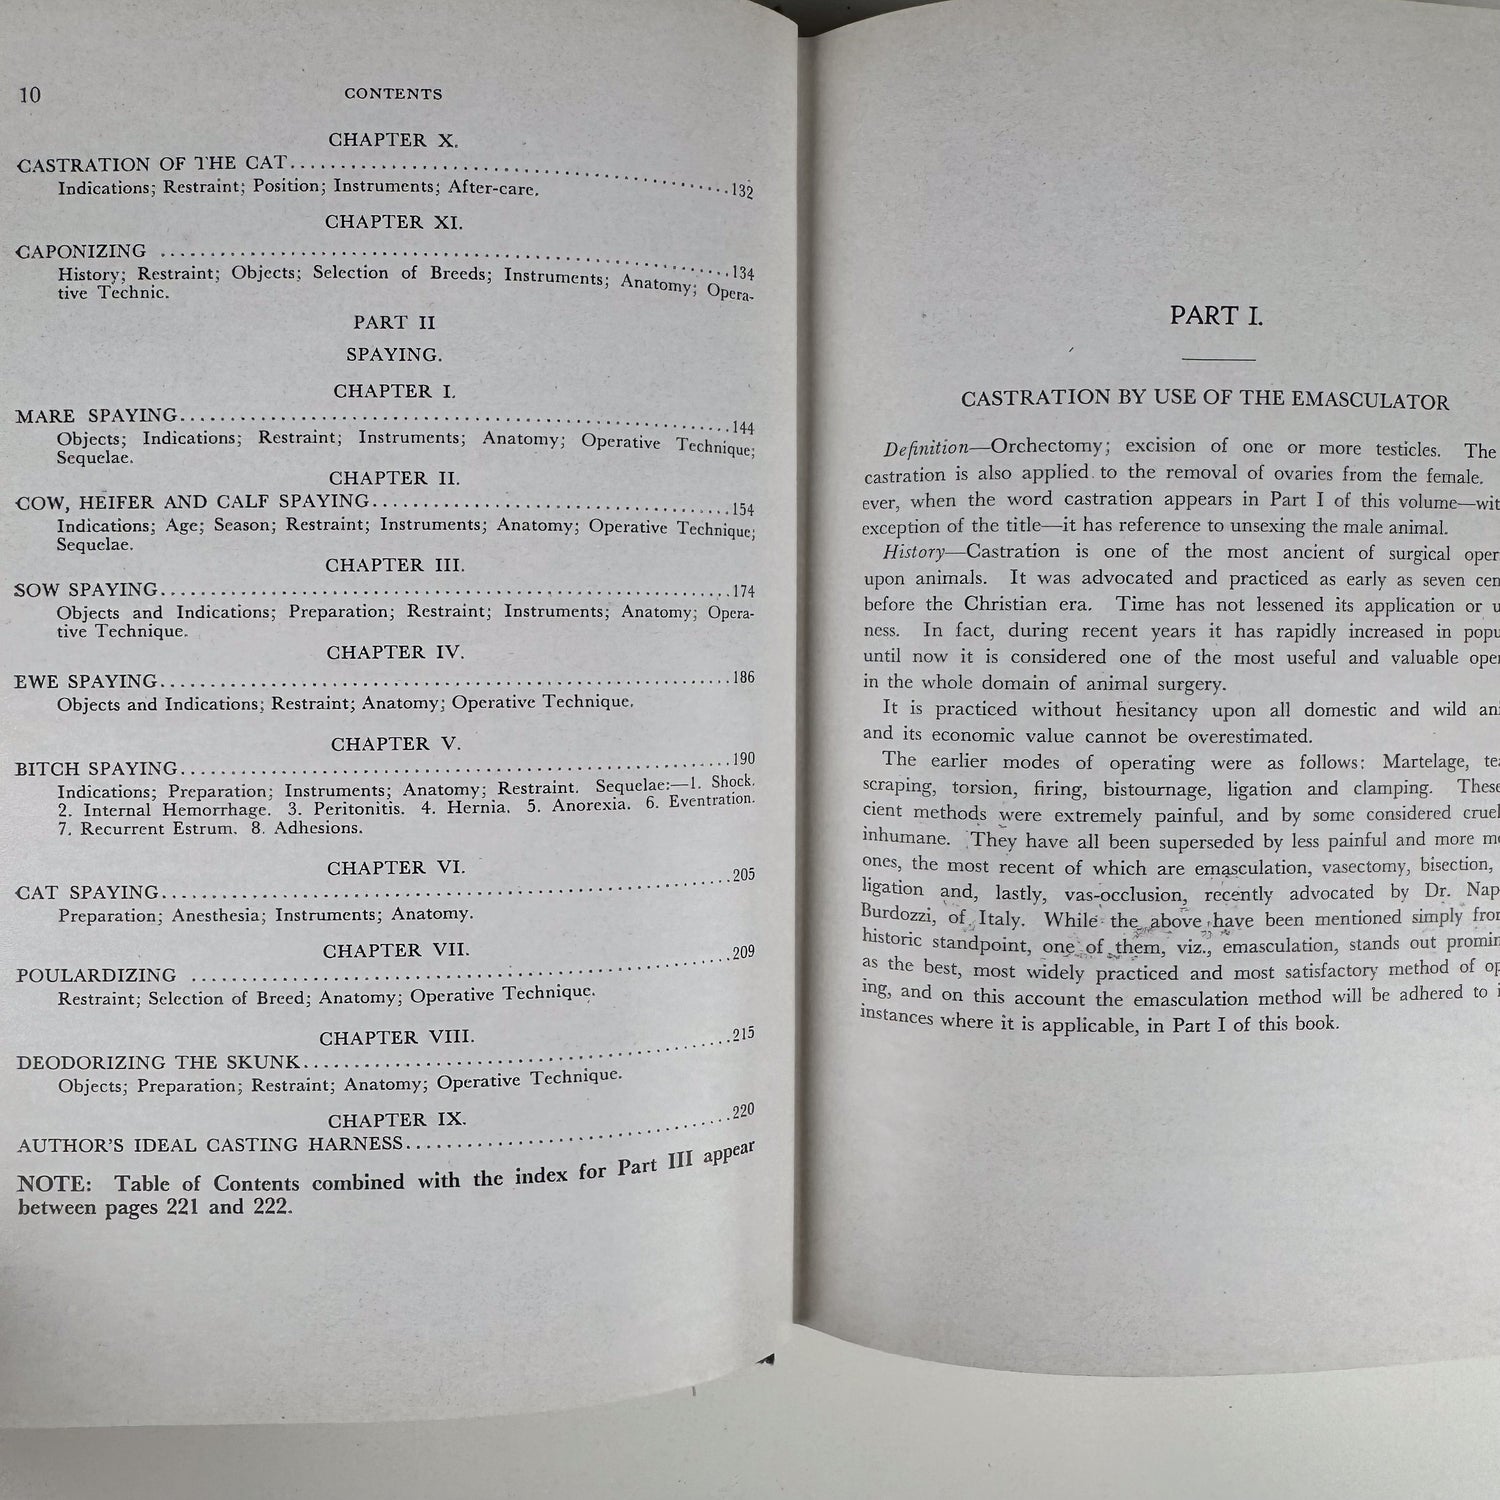 10 CONTENTS
CHAPTER X.
CASTRATION OF THE CAT........................................132
Indications; Restraint; Position; Instruments; After-care.
CHAPTER XI.
CAPONIZING ........................................134
History; Restraint; Objects; Selection of Breeds; Instruments; Anatomy; Opera-
tive Technic.
PART II
SPAYING.
CHAPTER I.
MARE SPAYING........................................144
Objects; Indications; Restraint; Instruments; Anatomy; Operative Technique;
Sequelae.
CHAPTER II.
COW, HEIFER AND CALF SPAYING........................................154
Indications; Age; Season; Restraint; Instruments; Anatomy; Operative Technique;
Sequelae.
CHAPTER III.
SOW SPAYING........................................174
Objects and Indications; Preparation; Restraint; Instruments; Anatomy; Opera-
tive Technique.
CHAPTER IV.
EWE SPAYING........................................186
Objects and Indications; Restraint; Anatomy; Operative Technique.
CHAPTER V.
BITCH SPAYING........................................190
Indications; Preparation; Instruments; Anatomy; Restraint. Sequelae:—1. Shock.
2. Internal Hemorrhage. 3. Peritonitis. 4. Hernia. 5. Anorexia. 6. Eventration.
7. Recurrent Estrum. 8. Adhesions.
CHAPTER VI.
CAT SPAYING........................................205
Preparation; Anesthesia; Instruments; Anatomy.
CHAPTER VII.
POULARDIZING ........................................209
Restraint; Selection of Breed; Anatomy; Operative Technique.
CHAPTER VIII.
DEODORIZING THE SKUNK........................................215
Objects; Preparation; Restraint; Anatomy; Operative Technique.
CHAPTER IX.
AUTHOR'S IDEAL CASTING HARNESS........................................220
NOTE: Table of Contents combined with the index for Part III appear
between pages 221 and 222.
PART I.
CASTRATION BY USE OF THE EMASCULATOR
Definition—Orchectomy; excision of one or more testicles. The
castration is also applied to the removal of ovaries from the female.
ever, when the word castration appears in Part I of this volume—wit
exception of the title—it has reference to unsexing the male animal.
History—Castration is one of the most ancient of surgical oper
upon animals. It was advocated and practiced as early as seven cen
before the Christian era. Time has not lessened its application or u
ness. In fact, during recent years it has rapidly increased in popu
until now it is considered one of the most useful and valuable ope
in the whole domain of animal surgery.
It is practiced without hesitancy upon all domestic and wild an
and its economic value cannot be overestimated.
The earlier modes of operating were as follows: Martelage, te
scraping, torsion, firing, bistournage, ligation and clamping. These
cient methods were extremely painful, and by some considered cruel
inhumane. They have all been superseded by less painful and more m
ones, the most recent of which are emasculation, vasectomy, bisection,
ligation and, lastly, vas-occlusion, recently advocated by Dr. Nap
Burdozzi, of Italy. While the above have been mentioned simply fro
historic standpoint, one of them, viz., emasculation, stands out promin
as the best, most widely practiced and most satisfactory method of op
ing, and on this account the emasculation method will be adhered to i
instances where it is applicable, in Part I of this book.